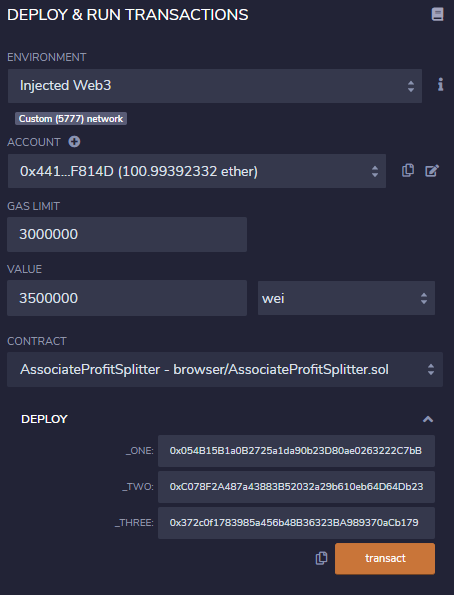 DEPLOY & RUN TRANSACTIONS
ENVIRONMENT
Injected Web3
Custom (5777) network
ACCOUNT
0x441...F814D (100.99392332 ether)
GAS LIMIT
3000000
VALUE
3500000 wei
CONTRACT
AssociateProfitSplitter - browser/AssociateProfitSplitter.sol
DEPLOY
_ONE: 0x054B15B1a0B2725a1da90b23D80ae0263222C7bB
_TWO: 0xC078F2A487a43883B52032a29b610eb64D64Db23
_THREE: 0x372c0f1783985a456b48B36323BA989370aCb179
transact